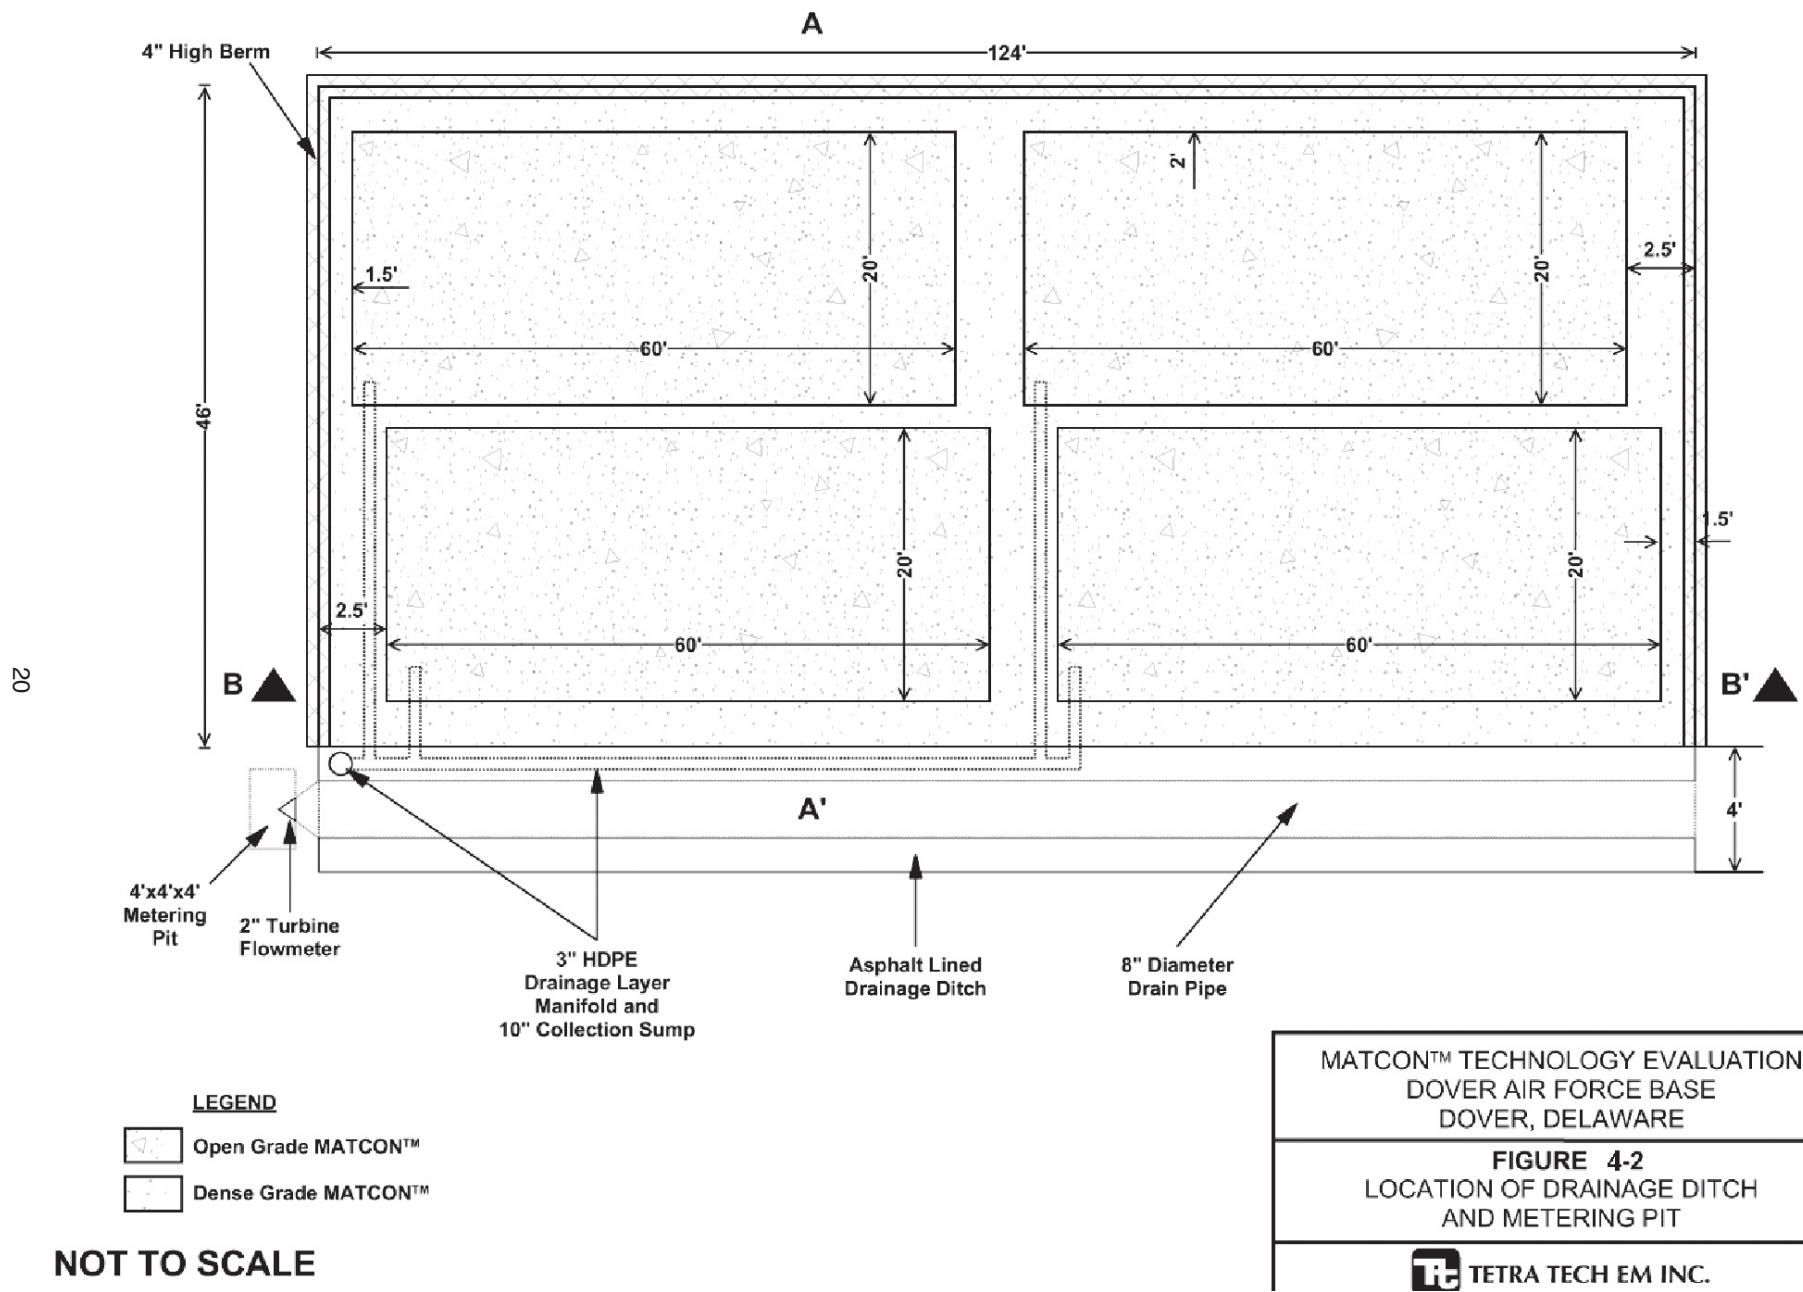 A
4" High Berm
124'
2'
20'
20'
2.5'
1.5'
60'
60'
46'
1.5'
20'
20'
2.5'
60'
60'
B
B'
20
A'
4'
4'x4'x4'
Metering
Pit
2" Turbine
Flowmeter
3" HDPE
Drainage Layer
Manifold and
10" Collection Sump
Asphalt Lined
Drainage Ditch
8" Diameter
Drain Pipe
LEGEND
Open Grade MATCON™
Dense Grade MATCON™
NOT TO SCALE
MATCON™ TECHNOLOGY EVALUATION
DOVER AIR FORCE BASE
DOVER, DELAWARE
FIGURE 4-2
LOCATION OF DRAINAGE DITCH
AND METERING PIT
Tt TETRA TECH EM INC.